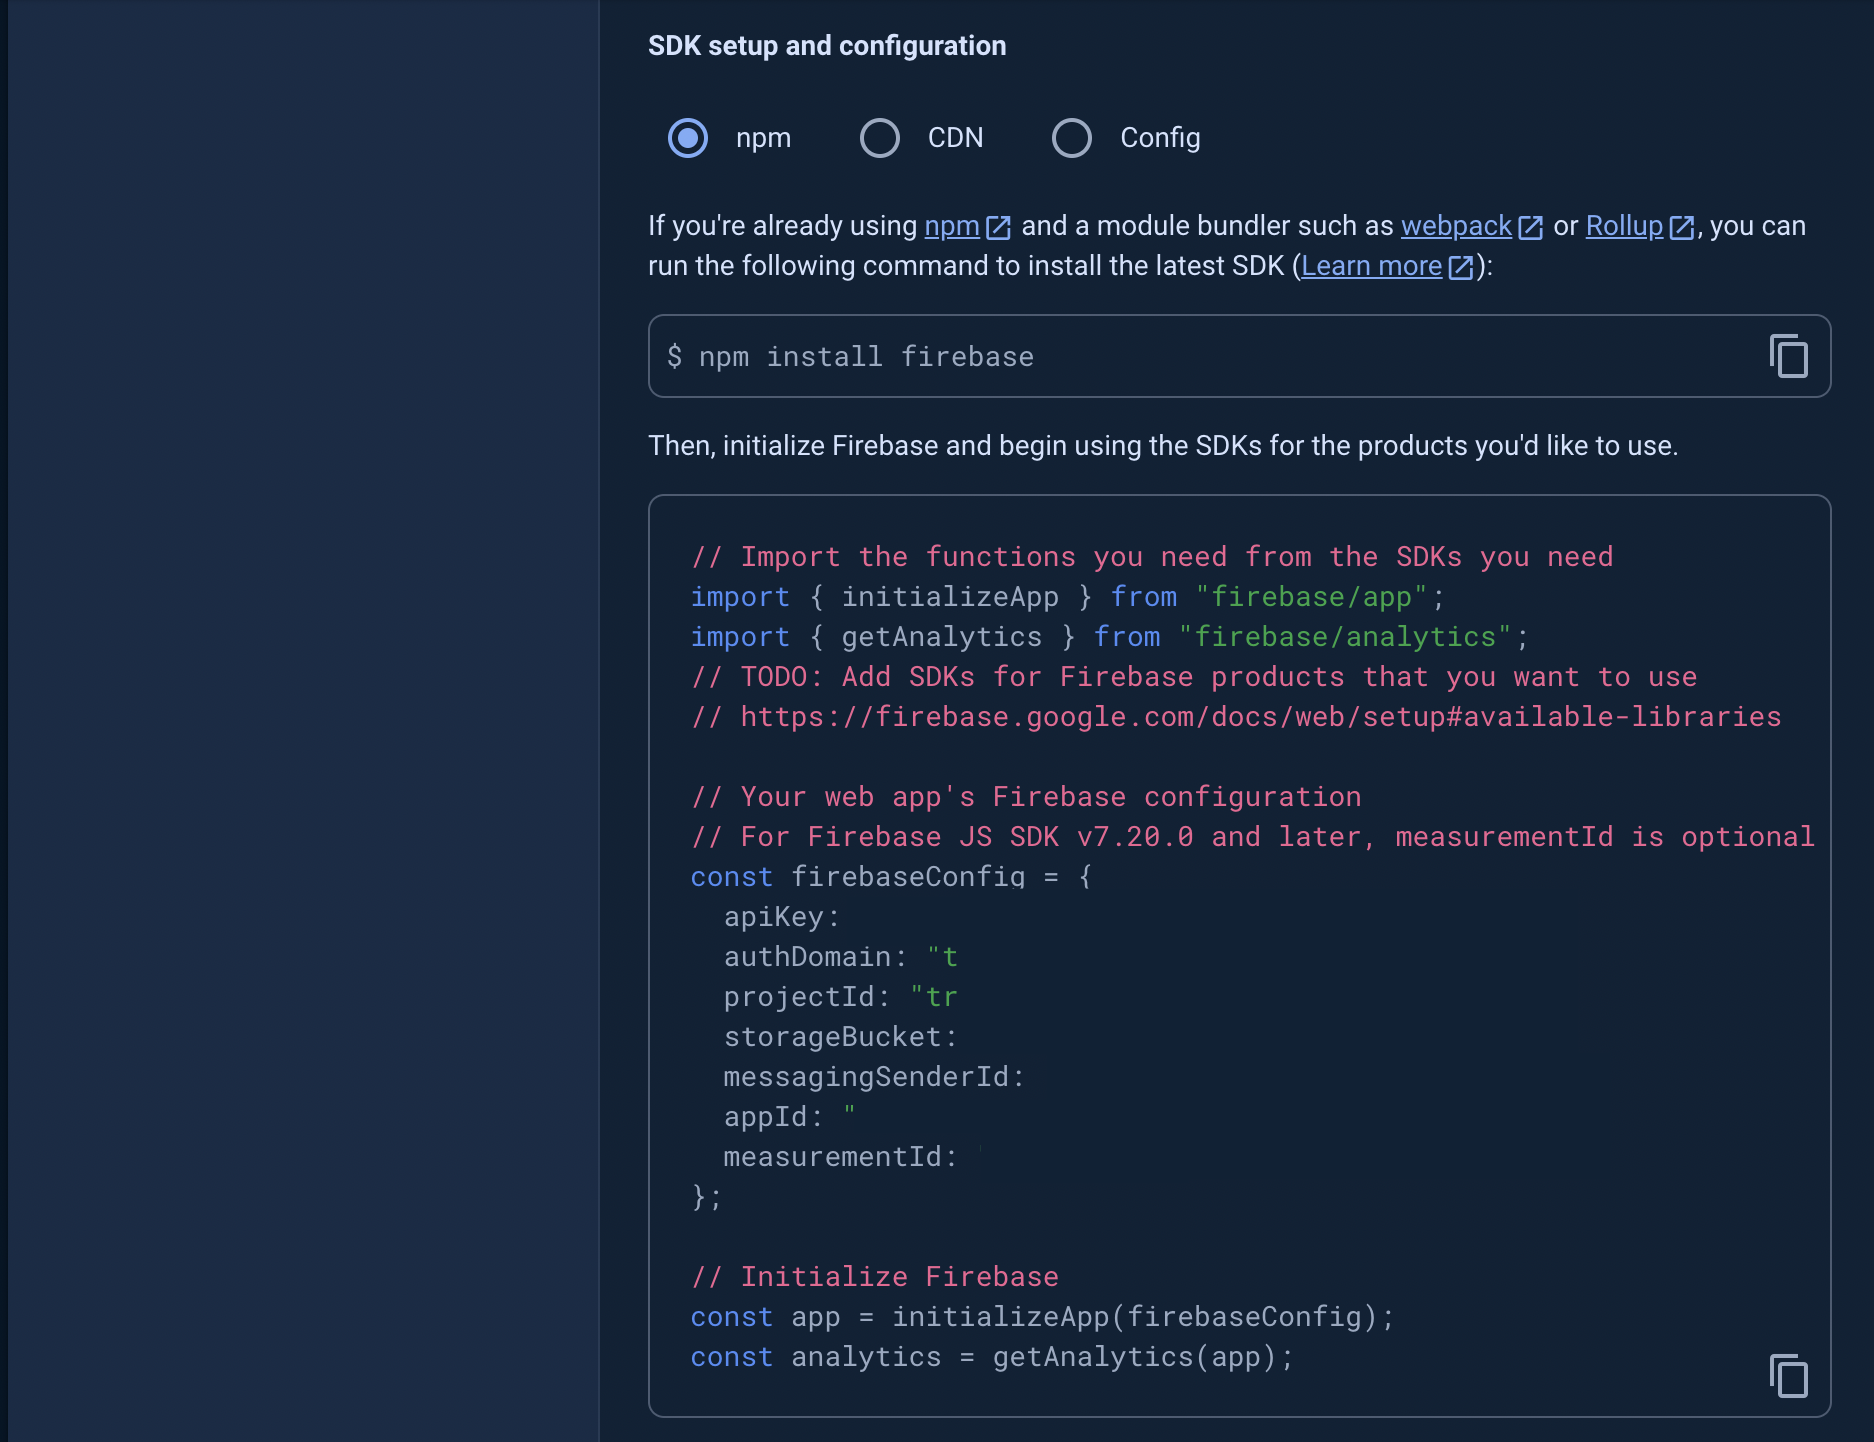 SDK setup and configuration
npm CDN Config
If you're already using npm and a module bundler such as webpack or Rollup, you can
run the following command to install the latest SDK (Learn more):
$ npm install firebase
Then, initialize Firebase and begin using the SDKs for the products you'd like to use.
// Import the functions you need from the SDKs you need
import { initializeApp } from "firebase/app";
import { getAnalytics } from "firebase/analytics";
// TODO: Add SDKs for Firebase products that you want to use
// https://firebase.google.com/docs/web/setup#available-libraries
// Your web app's Firebase configuration
// For Firebase JS SDK v7.20.0 and later, measurementId is optional
const firebaseConfig = {
apiKey:
authDomain: "t
projectId: "tr
storageBucket:
messagingSenderId:
appId: "
measurementId:
};
// Initialize Firebase
const app = initializeApp(firebaseConfig);
const analytics = getAnalytics(app);